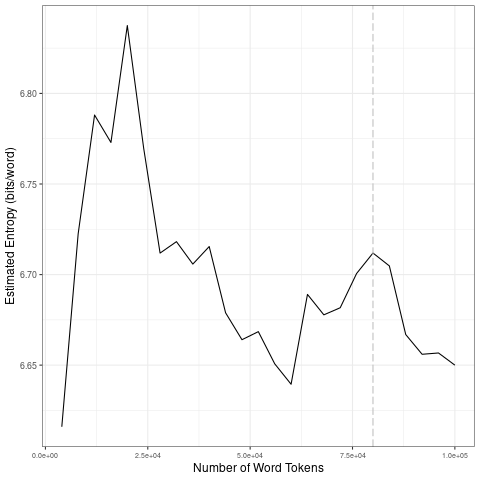 Estimated Entropy (bits/word)
6.80
6.75
6.70
6.65
0.0e+00 2.5e+04 5.0e+04 7.5e+04 1.0e+05
Number of Word Tokens